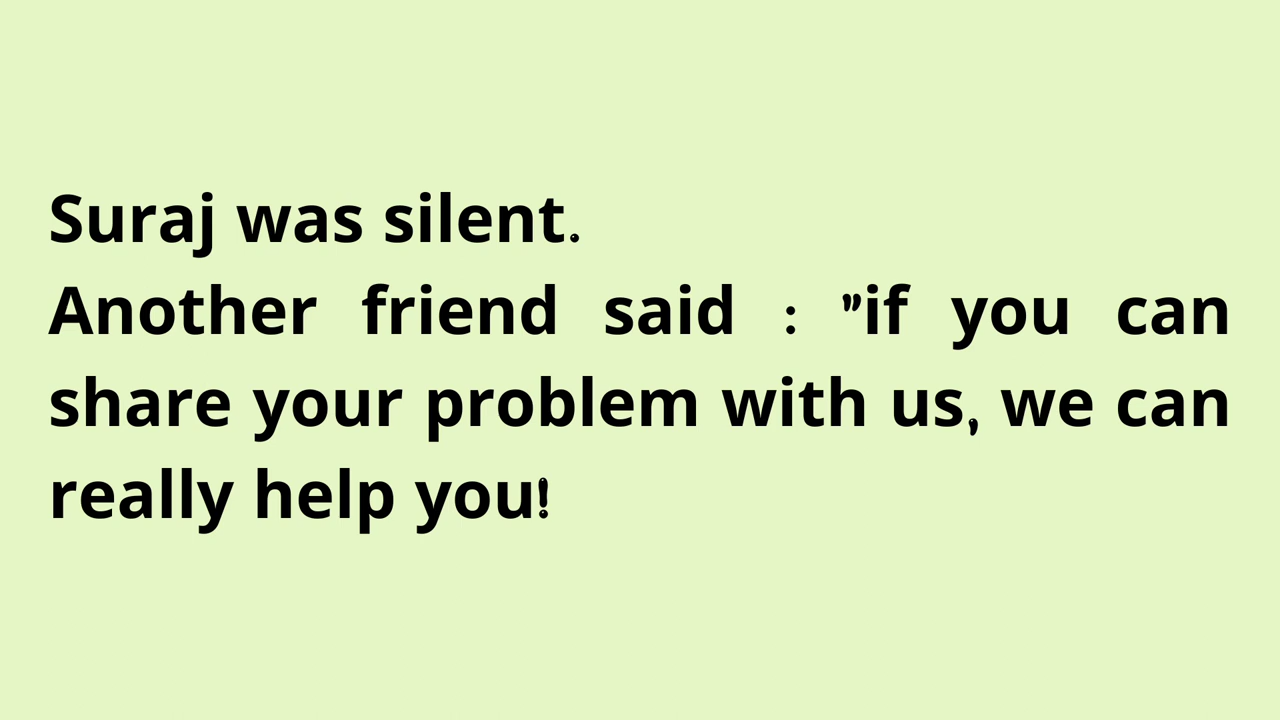 Suraj was silent.
Another friend said : "if you can
share your problem with us, we can
really help you!